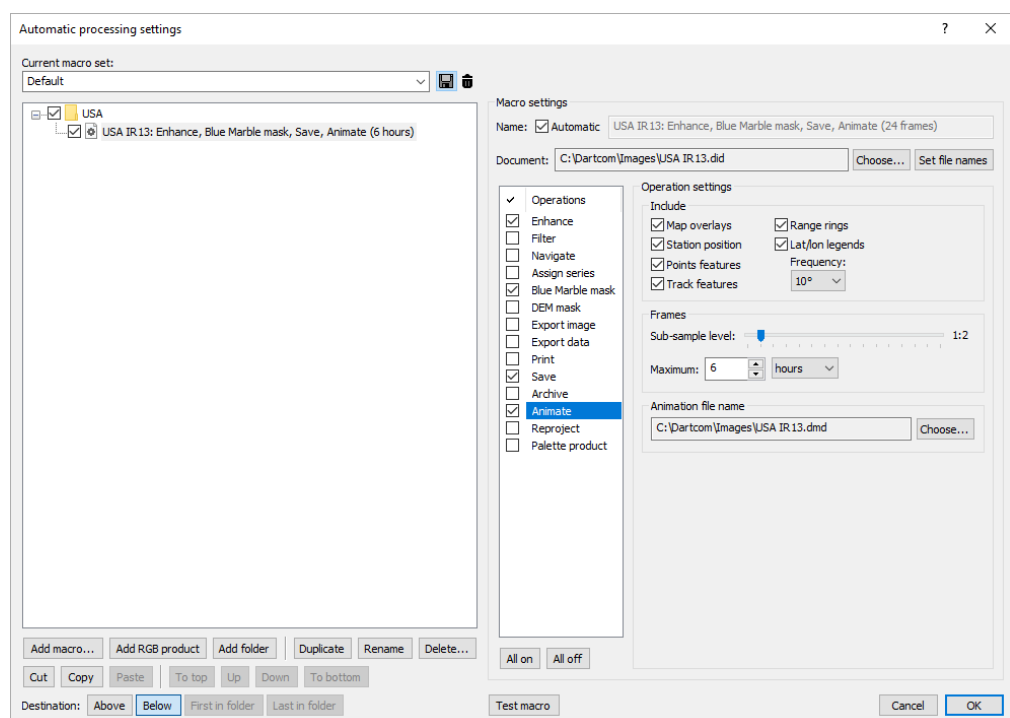 Automatic processing settings
?
Current macro set:
Default
USA
USA IR13: Enhance, Blue Marble mask, Save, Animate (6 hours)
Macro settings
Name: Automatic USA IR13: Enhance, Blue Marble mask, Save, Animate (24 frames)
Document: C:\Dartcom\Images\USA IR13.did Choose... Set file names
Operations
Enhance
Filter
Navigate
Assign series
Blue Marble mask
DEM mask
Export image
Export data
Print
Save
Archive
Animate
Reproject
Palette product
All on All off
Operation settings
Include
Map overlays Range rings
Station position Lat/lon legends
Points features Frequency:
Track features 10°
Frames
Sub-sample level: 1:2
Maximum: 6 hours
Animation file name
C:\Dartcom\Images\USA IR13.dmd Choose...
Add macro... Add RGB product Add folder Duplicate Rename Delete...
Cut Copy Paste To top Up Down To bottom
Destination: Above Below First in folder Last in folder
Test macro Cancel OK